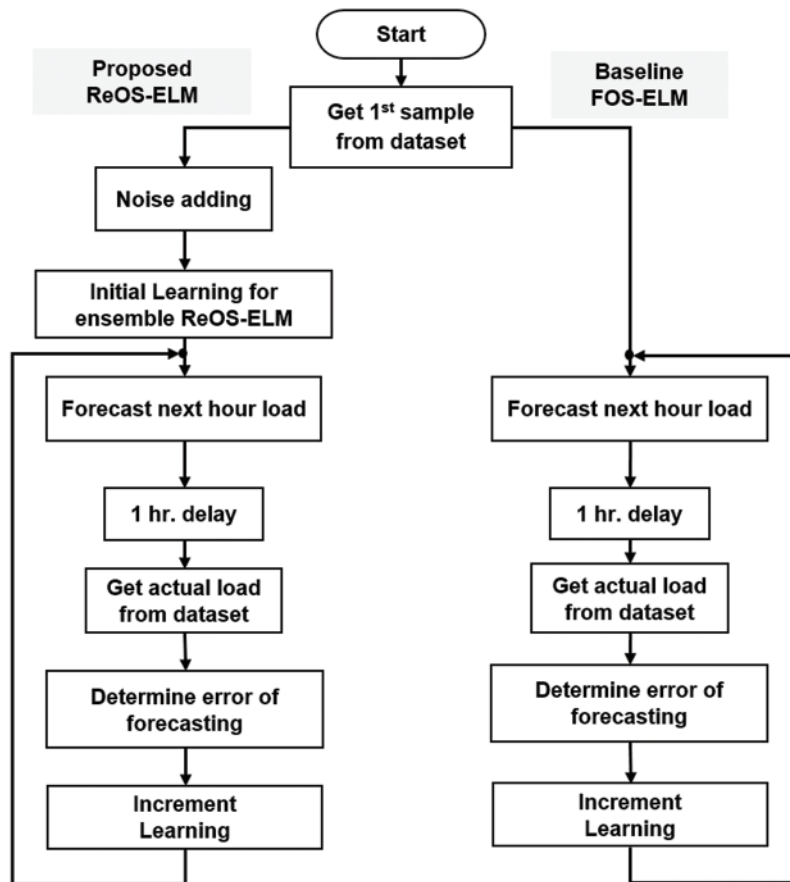 Start
Proposed
ReOS-ELM
Baseline
FOS-ELM
Get 1st sample
from dataset
Noise adding
Initial Learning for
ensemble ReOS-ELM
Forecast next hour load
1 hr. delay
Get actual load
from dataset
Determine error of
forecasting
Increment
Learning
Forecast next hour load
1 hr. delay
Get actual load
from dataset
Determine error of
forecasting
Increment
Learning